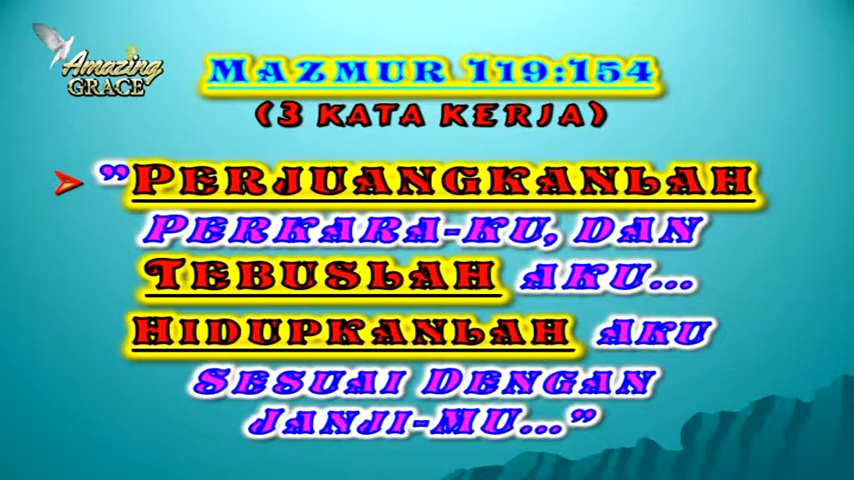 Amazing
GRACE
MAZMUR 119:154
(3 KATA KERJA)
"PERJUANGKANLAH
PERKARA-KU, DAN
TEBUSLAH AKU...
HIDUPKANLAH AKU
SESUAI DENGAN
JANJI-MU..."